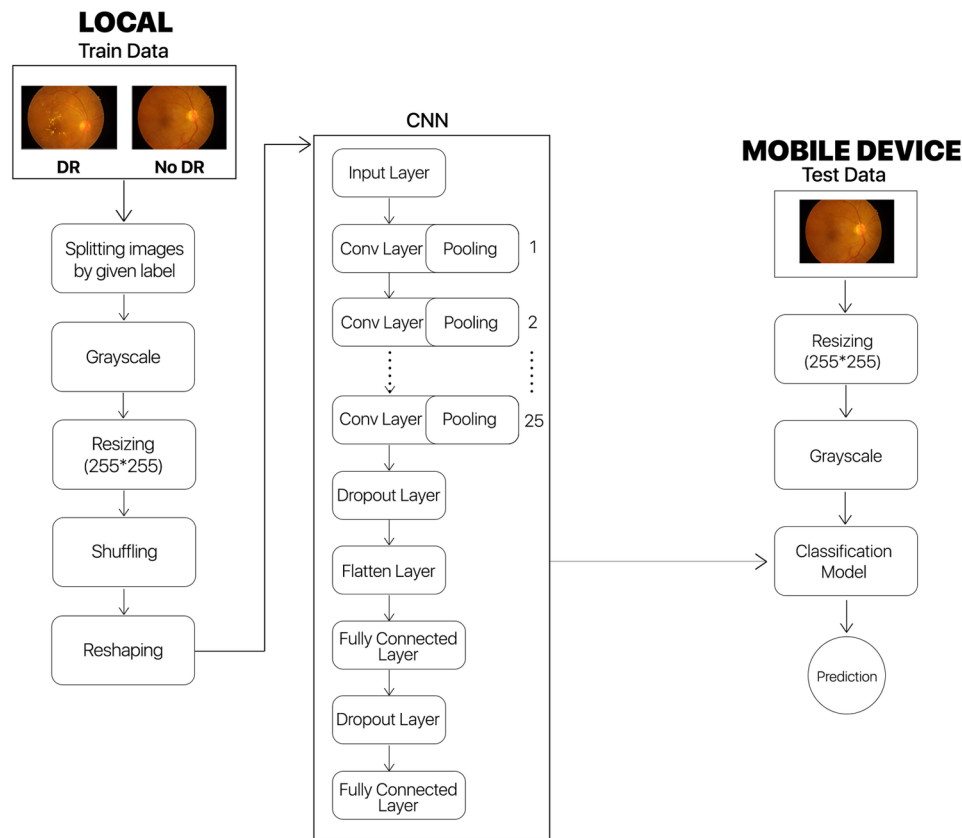 LOCAL
Train Data
DR
No DR
Splitting images
by given label
Grayscale
Resizing
(255*255)
Shuffling
Reshaping
CNN
Input Layer
Conv Layer
Pooling
1
Conv Layer
Pooling
2
Conv Layer
Pooling
25
Dropout Layer
Flatten Layer
Fully Connected
Layer
Dropout Layer
Fully Connected
Layer
MOBILE DEVICE
Test Data
Resizing
(255*255)
Grayscale
Classification
Model
Prediction